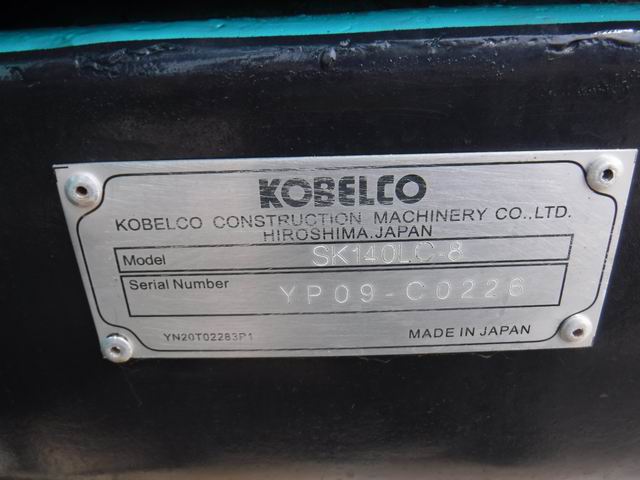 KOBELCO
KOBELCO CONSTRUCTION MACHINERY CO.,LTD.
HIROSHIMA.JAPAN
Model SK140LC-8
Serial Number YP09-C0226
YN20T02283P1 MADE IN JAPAN